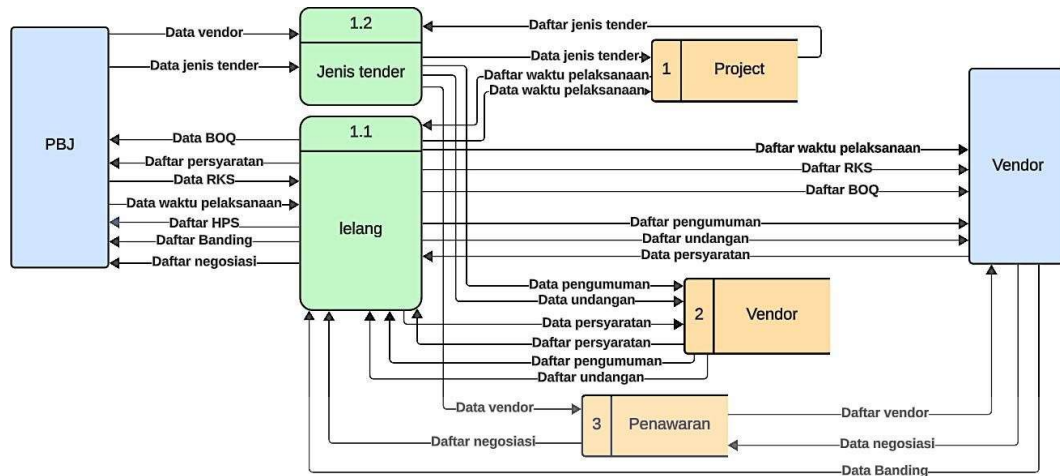 1.2
Daftar jenis tender
Data vendor
Data jenis tender
Jenis tender
Data jenis tender
Daftar waktu pelaksanaan
Data waktu pelaksanaan
1
Project
PBJ
1.1
lelang
Data BOQ
Daftar persyaratan
Data RKS
Data waktu pelaksanaan
Daftar HPS
Daftar Banding
Daftar negosiasi
Daftar waktu pelaksanaan
Daftar RKS
Daftar BOQ
Daftar pengumuman
Daftar undangan
Data persyaratan
Vendor
Data pengumuman
Data undangan
Data persyaratan
Daftar persyaratan
Daftar pengumuman
Daftar undangan
2
Vendor
Data vendor
Daftar negosiasi
3
Penawaran
Daftar vendor
Data negosiasi
Data Banding